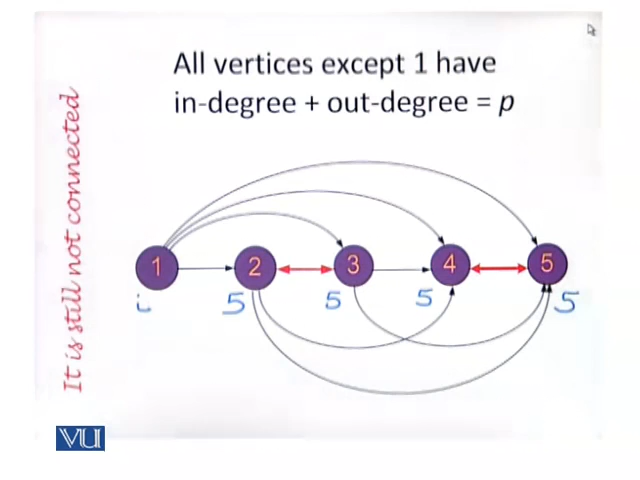 All vertices except 1 have
in-degree + out-degree = p
It is still not connected
1
2
3
4
5
i
5
5
5
5
VU